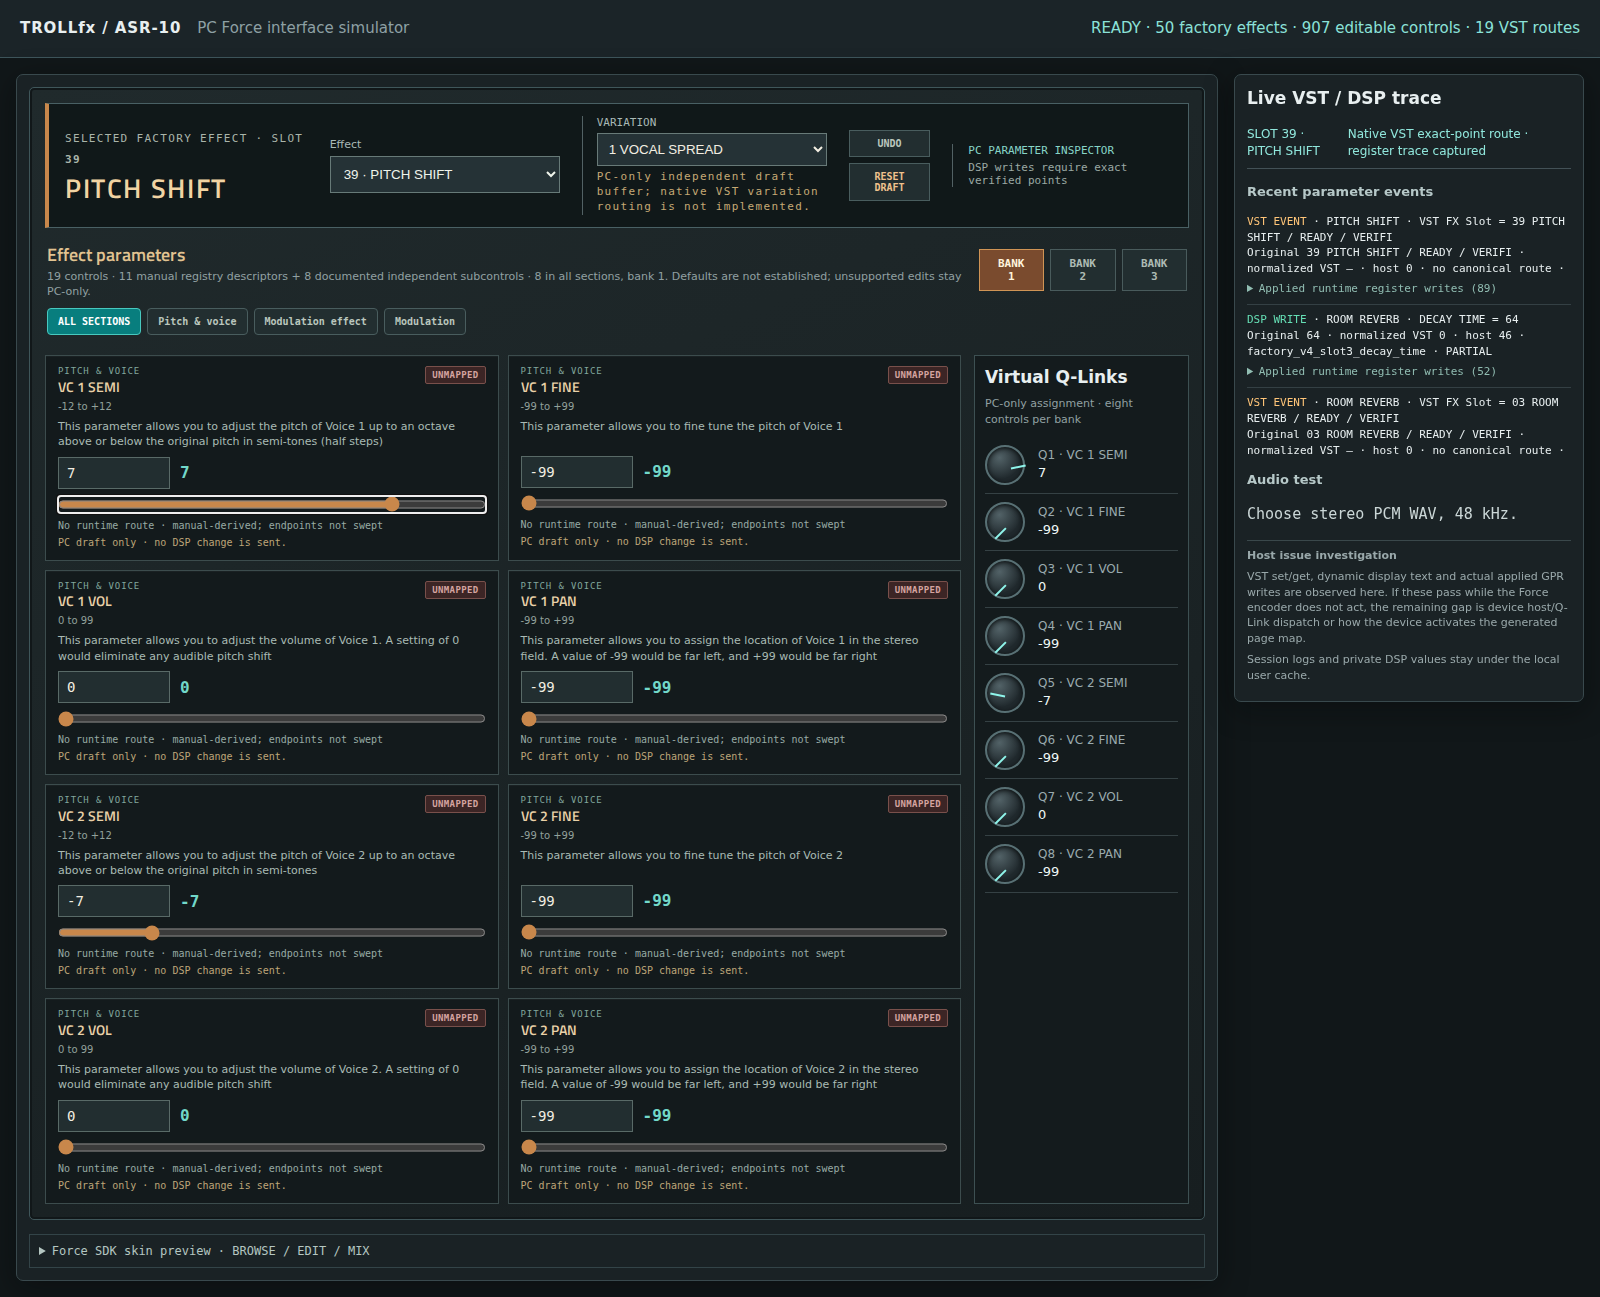 TROLLfx / ASR-10 PC Force interface simulator
READY · 50 factory effects · 907 editable controls · 19 VST routes
SELECTED FACTORY EFFECT · SLOT
39
PITCH SHIFT
Effect
39 · PITCH SHIFT
VARIATION
1 VOCAL SPREAD
PC-only independent draft
buffer; native VST variation
routing is not implemented.
UNDO
RESET
DRAFT
PC PARAMETER INSPECTOR
DSP writes require exact
verified points
Effect parameters
19 controls · 11 manual registry descriptors + 8 documented independent subcontrols · 8 in all sections, bank 1. Defaults are not established; unsupported edits stay
PC-only.
BANK
1
BANK
2
BANK
3
ALL SECTIONS
Pitch & voice
Modulation effect
Modulation
PITCH & VOICE
UNMAPPED
VC 1 SEMI
-12 to +12
This parameter allows you to adjust the pitch of Voice 1 up to an octave
above or below the original pitch in semi-tones (half steps)
7 7
No runtime route · manual-derived; endpoints not swept
PC draft only · no DSP change is sent.
PITCH & VOICE
UNMAPPED
VC 1 FINE
-99 to +99
This parameter allows you to fine tune the pitch of Voice 1
-99 -99
No runtime route · manual-derived; endpoints not swept
PC draft only · no DSP change is sent.
PITCH & VOICE
UNMAPPED
VC 1 VOL
0 to 99
This parameter allows you to adjust the volume of Voice 1. A setting of 0
would eliminate any audible pitch shift
0 0
No runtime route · manual-derived; endpoints not swept
PC draft only · no DSP change is sent.
PITCH & VOICE
UNMAPPED
VC 1 PAN
-99 to +99
This parameter allows you to assign the location of Voice 1 in the stereo
field. A value of -99 would be far left, and +99 would be far right
-99 -99
No runtime route · manual-derived; endpoints not swept
PC draft only · no DSP change is sent.
PITCH & VOICE
UNMAPPED
VC 2 SEMI
-12 to +12
This parameter allows you to adjust the pitch of Voice 2 up to an octave
above or below the original pitch in semi-tones
-7 -7
No runtime route · manual-derived; endpoints not swept
PC draft only · no DSP change is sent.
PITCH & VOICE
UNMAPPED
VC 2 FINE
-99 to +99
This parameter allows you to fine tune the pitch of Voice 2
-99 -99
No runtime route · manual-derived; endpoints not swept
PC draft only · no DSP change is sent.
PITCH & VOICE
UNMAPPED
VC 2 VOL
0 to 99
This parameter allows you to adjust the volume of Voice 2. A setting of 0
would eliminate any audible pitch shift
0 0
No runtime route · manual-derived; endpoints not swept
PC draft only · no DSP change is sent.
PITCH & VOICE
UNMAPPED
VC 2 PAN
-99 to +99
This parameter allows you to assign the location of Voice 2 in the stereo
field. A value of -99 would be far left, and +99 would be far right
-99 -99
No runtime route · manual-derived; endpoints not swept
PC draft only · no DSP change is sent.
Virtual Q-Links
PC-only assignment · eight
controls per bank
Q1 · VC 1 SEMI
7
Q2 · VC 1 FINE
-99
Q3 · VC 1 VOL
0
Q4 · VC 1 PAN
-99
Q5 · VC 2 SEMI
-7
Q6 · VC 2 FINE
-99
Q7 · VC 2 VOL
0
Q8 · VC 2 PAN
-99
Force SDK skin preview · BROWSE / EDIT / MIX
Live VST / DSP trace
SLOT 39 ·
PITCH SHIFT
Native VST exact-point route ·
register trace captured
Recent parameter events
VST EVENT · PITCH SHIFT · VST FX Slot = 39 PITCH
SHIFT / READY / VERIFI
Original 39 PITCH SHIFT / READY / VERIFI ·
normalized VST — · host 0 · no canonical route ·
Applied runtime register writes (89)
DSP WRITE · ROOM REVERB · DECAY TIME = 64
Original 64 · normalized VST 0 · host 46 ·
factory_v4_slot3_decay_time · PARTIAL
Applied runtime register writes (52)
VST EVENT · ROOM REVERB · VST FX Slot = 03 ROOM
REVERB / READY / VERIFI
Original 03 ROOM REVERB / READY / VERIFI ·
normalized VST — · host 0 · no canonical route ·
Audio test
Choose stereo PCM WAV, 48 kHz.
Host issue investigation
VST set/get, dynamic display text and actual applied GPR
writes are observed here. If these pass while the Force
encoder does not act, the remaining gap is device host/Q-
Link dispatch or how the device activates the generated
page map.
Session logs and private DSP values stay under the local
user cache.